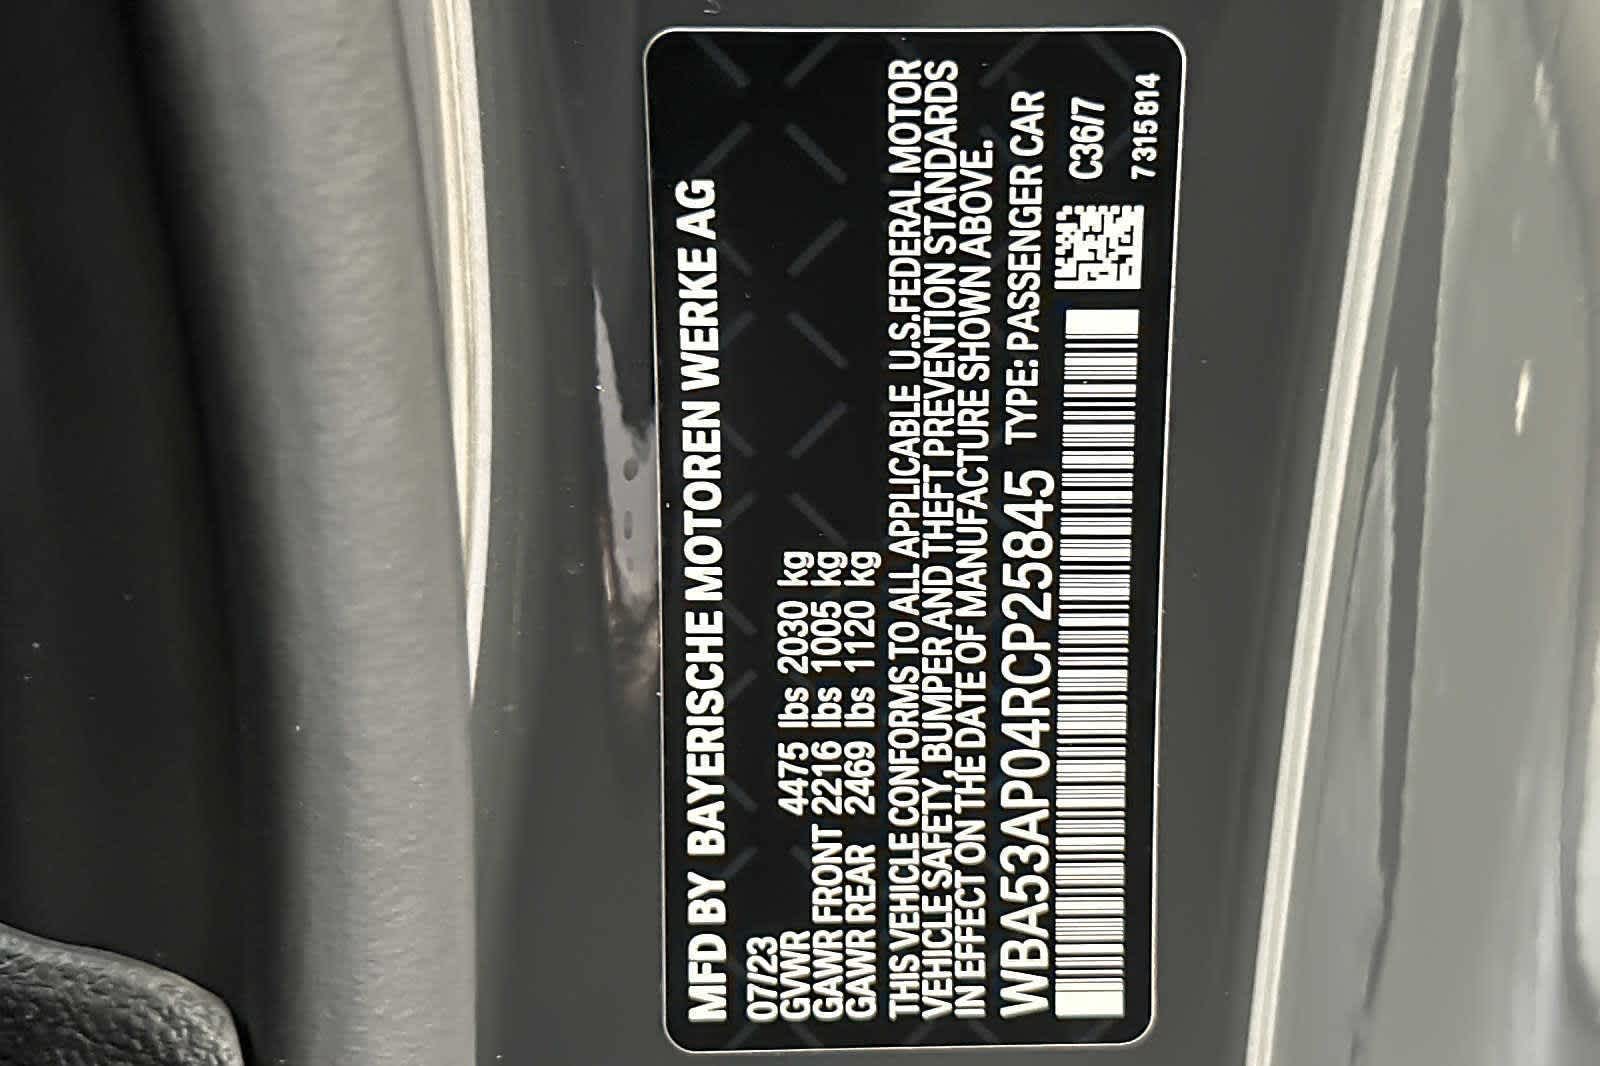 MFD BY BAYERISCHE MOTOREN WERKE AG
07/23
GVWR 4475 lbs 2030 kg
GAWR FRONT 2216 lbs 1005 kg
GAWR REAR 2469 lbs 1120 kg
THIS VEHICLE CONFORMS TO ALL APPLICABLE U.S.FEDERAL MOTOR
VEHICLE SAFETY, BUMPER AND THEFT PREVENTION STANDARDS
IN EFFECT ON THE DATE OF MANUFACTURE SHOWN ABOVE.
WBA53AP04RCP25845 TYPE: PASSENGER CAR
C36/7
7315814